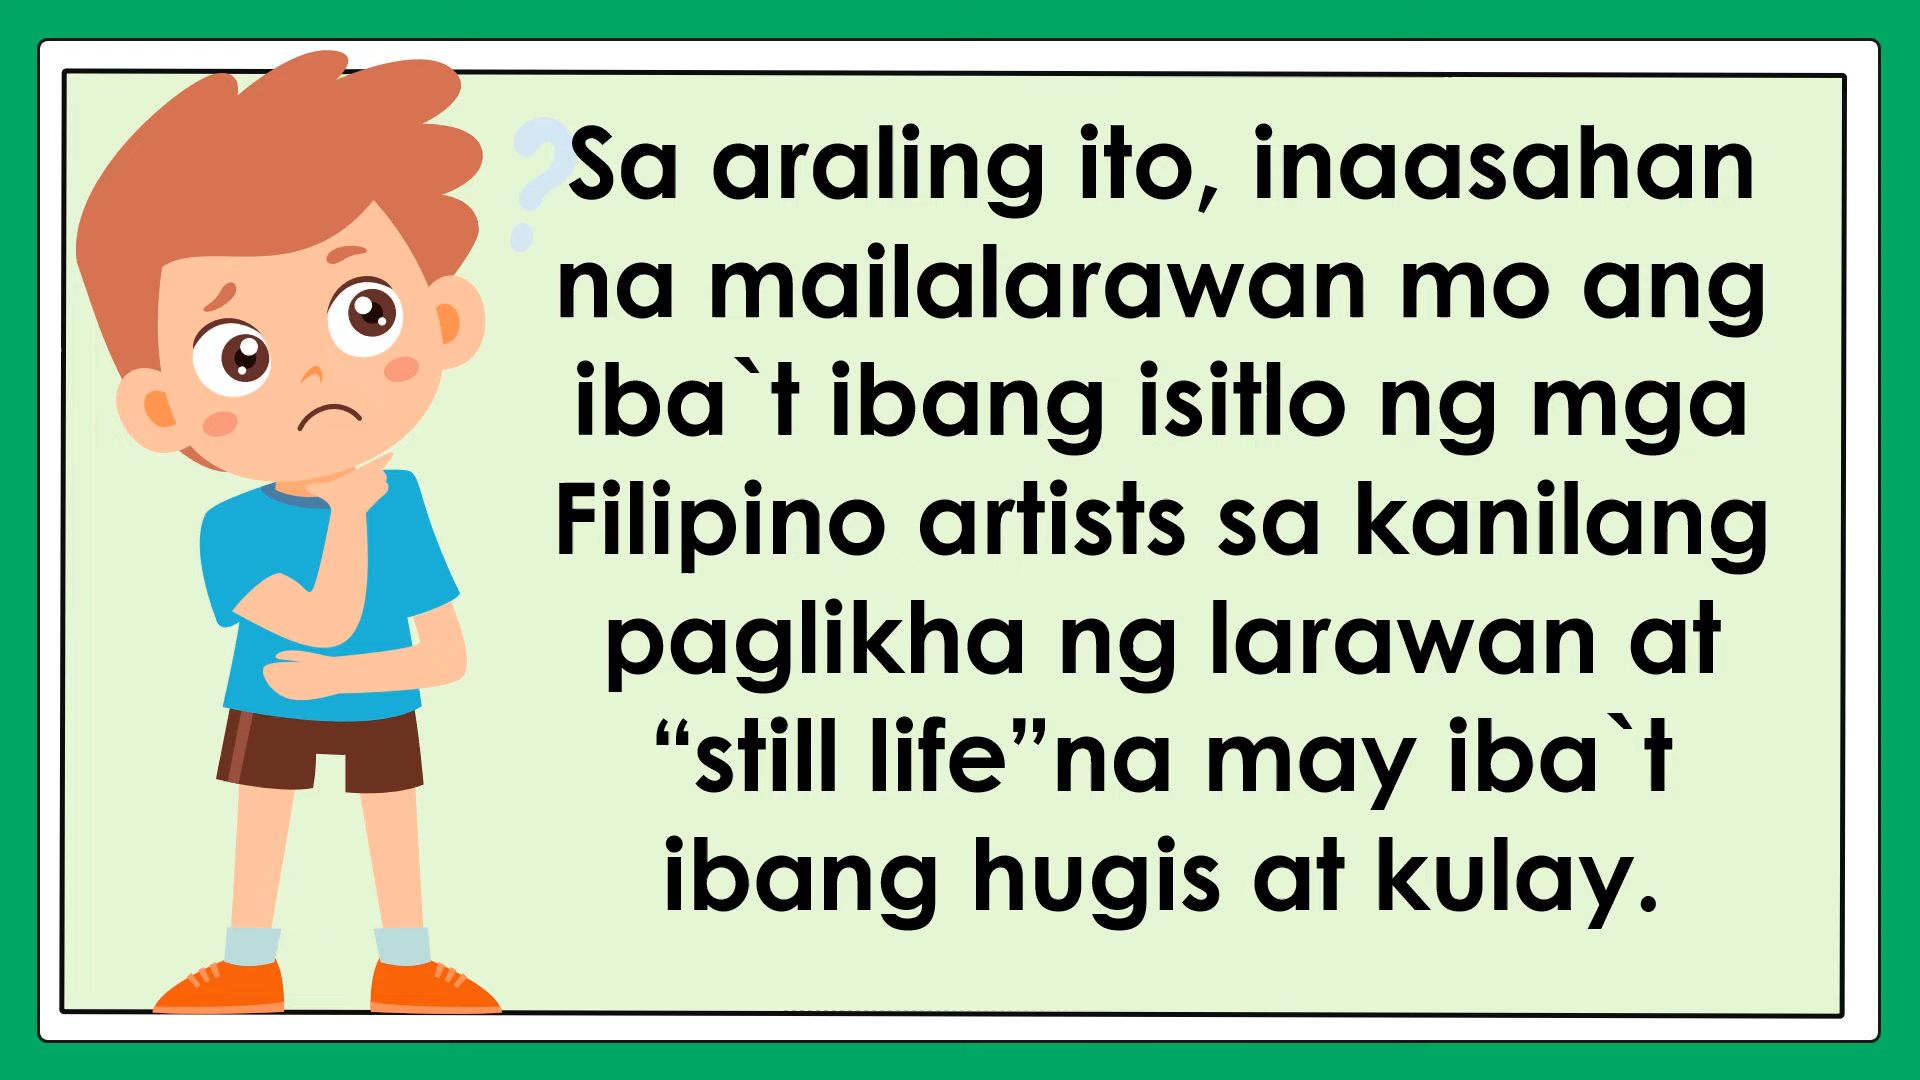 Sa araling ito, inaasahan
na mailalarawan mo ang
iba`t ibang isitlo ng mga
Filipino artists sa kanilang
paglikha ng larawan at
“still life”na may iba`t
ibang hugis at kulay.